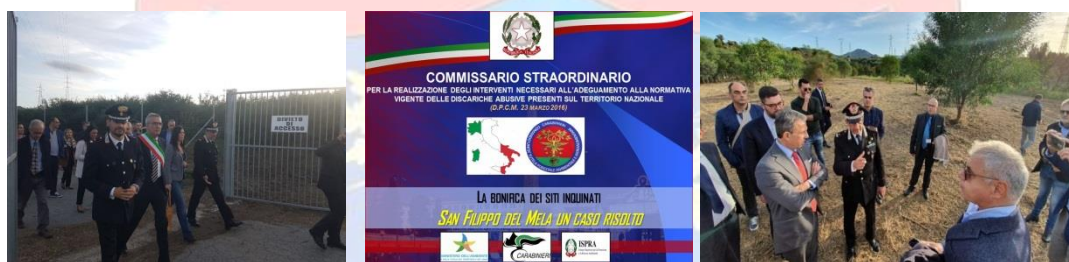 DIVIETO
DI
ACCESSO
COMMISSARIO STRAORDINARIO
PER LA REALIZZAZIONE DEGLI INTERVENTI NECESSARI ALL'ADEGUAMENTO ALLA NORMATIVA
VIGENTE DELLE DISCARICHE ABUSIVE PRESENTI SUL TERRITORIO NAZIONALE
(D.P.C.M. 23 MARZO 2016)
LA BONIFICA DEI SITI INQUINATI
SAN FILIPPO DEL MELA UN CASO RISOLTO
CARABINIERI
ISPRA